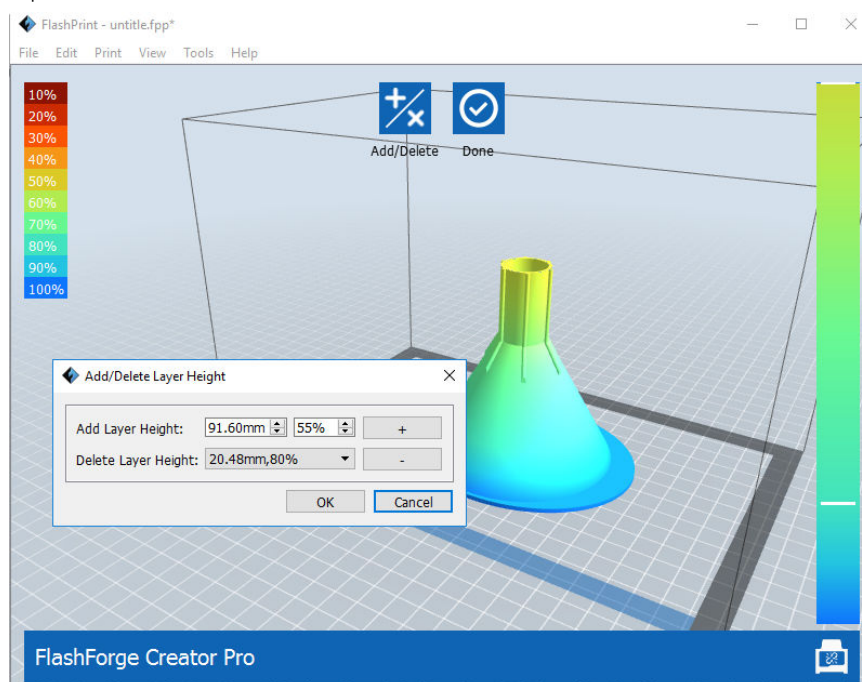 FlashPrint - untitle.fpp*
File Edit Print View Tools Help
10%
20%
30%
40%
50%
60%
70%
80%
90%
100%
Add/Delete Done
Add/Delete Layer Height
Add Layer Height: 91.60mm 55% +
Delete Layer Height: 20.48mm,80% -
OK Cancel
FlashForge Creator Pro